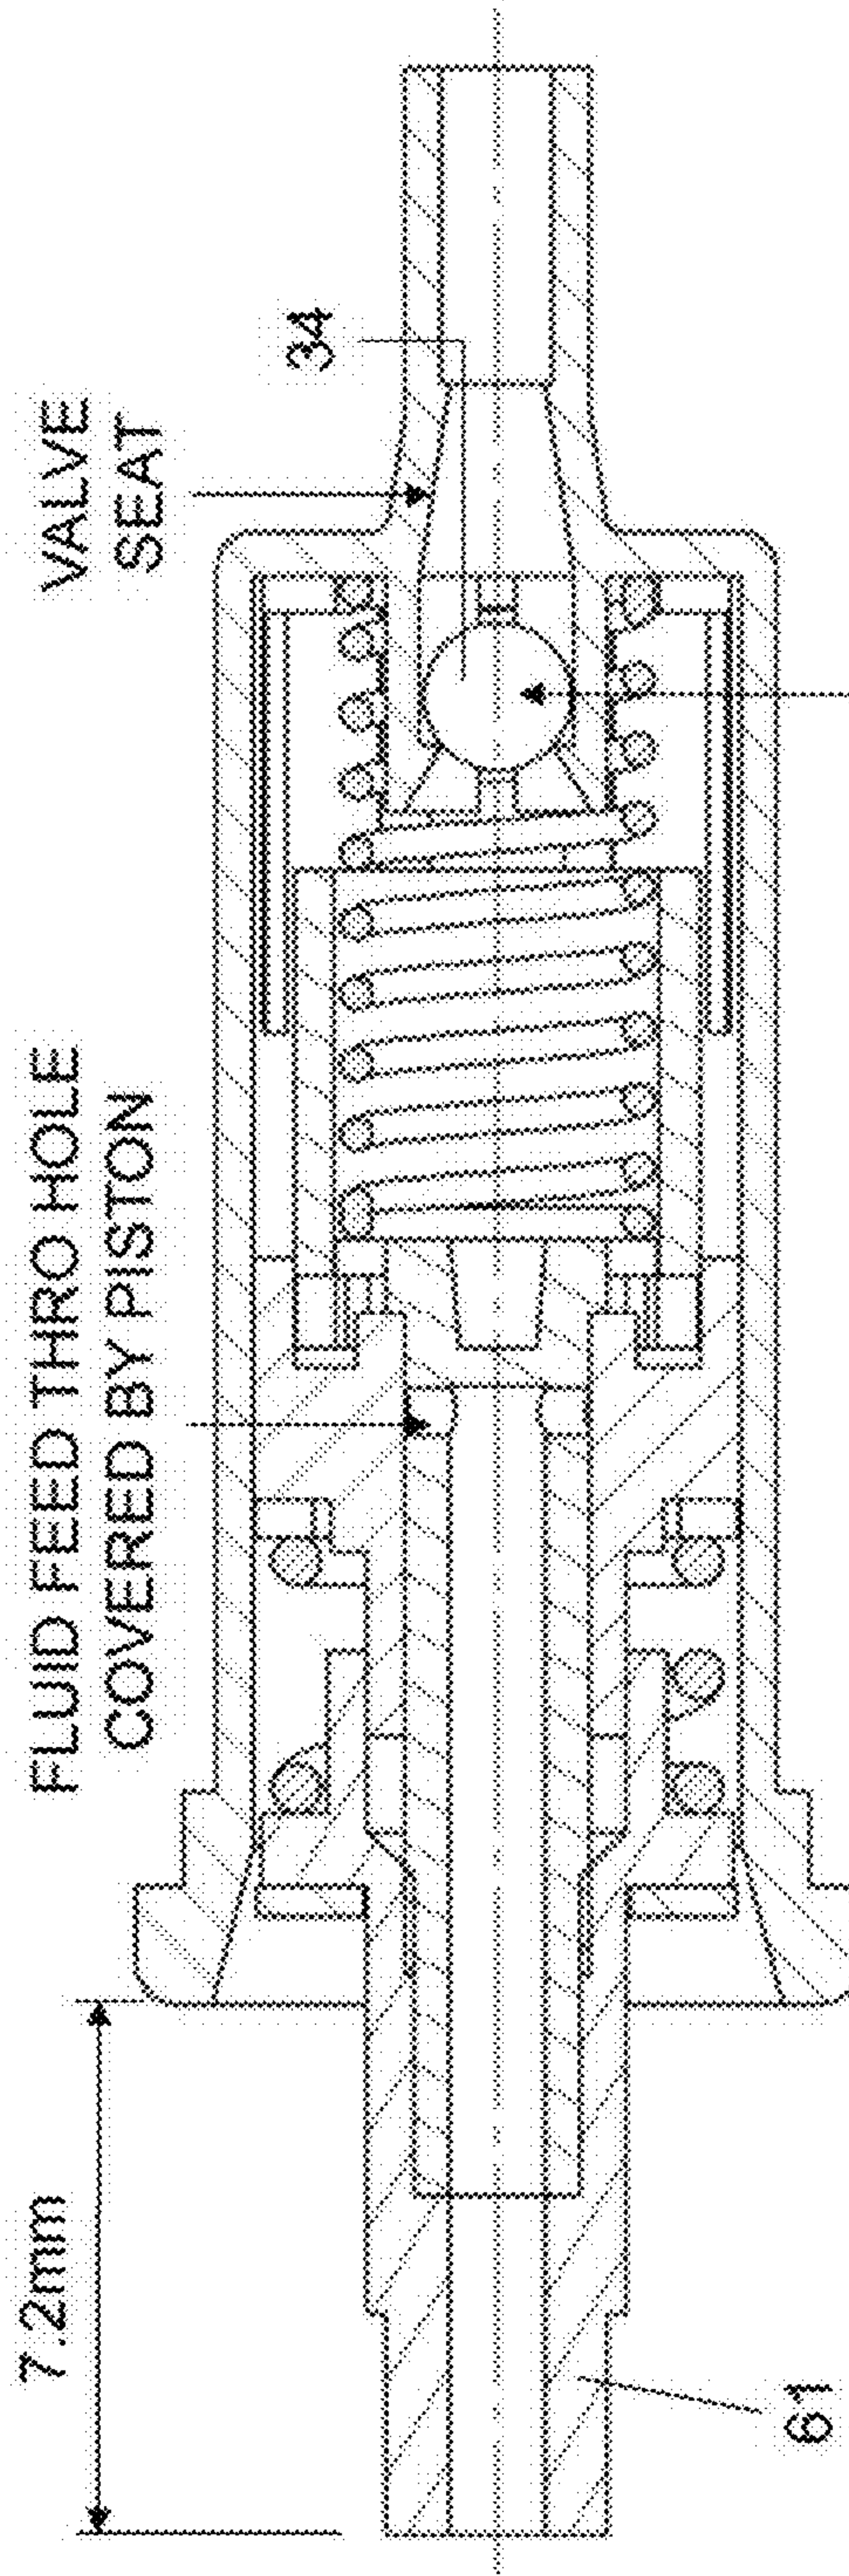 7.2mm
FLUID FEED THRO HOLE
COVERED BY PISTON
VALVE
SEAT
34
61